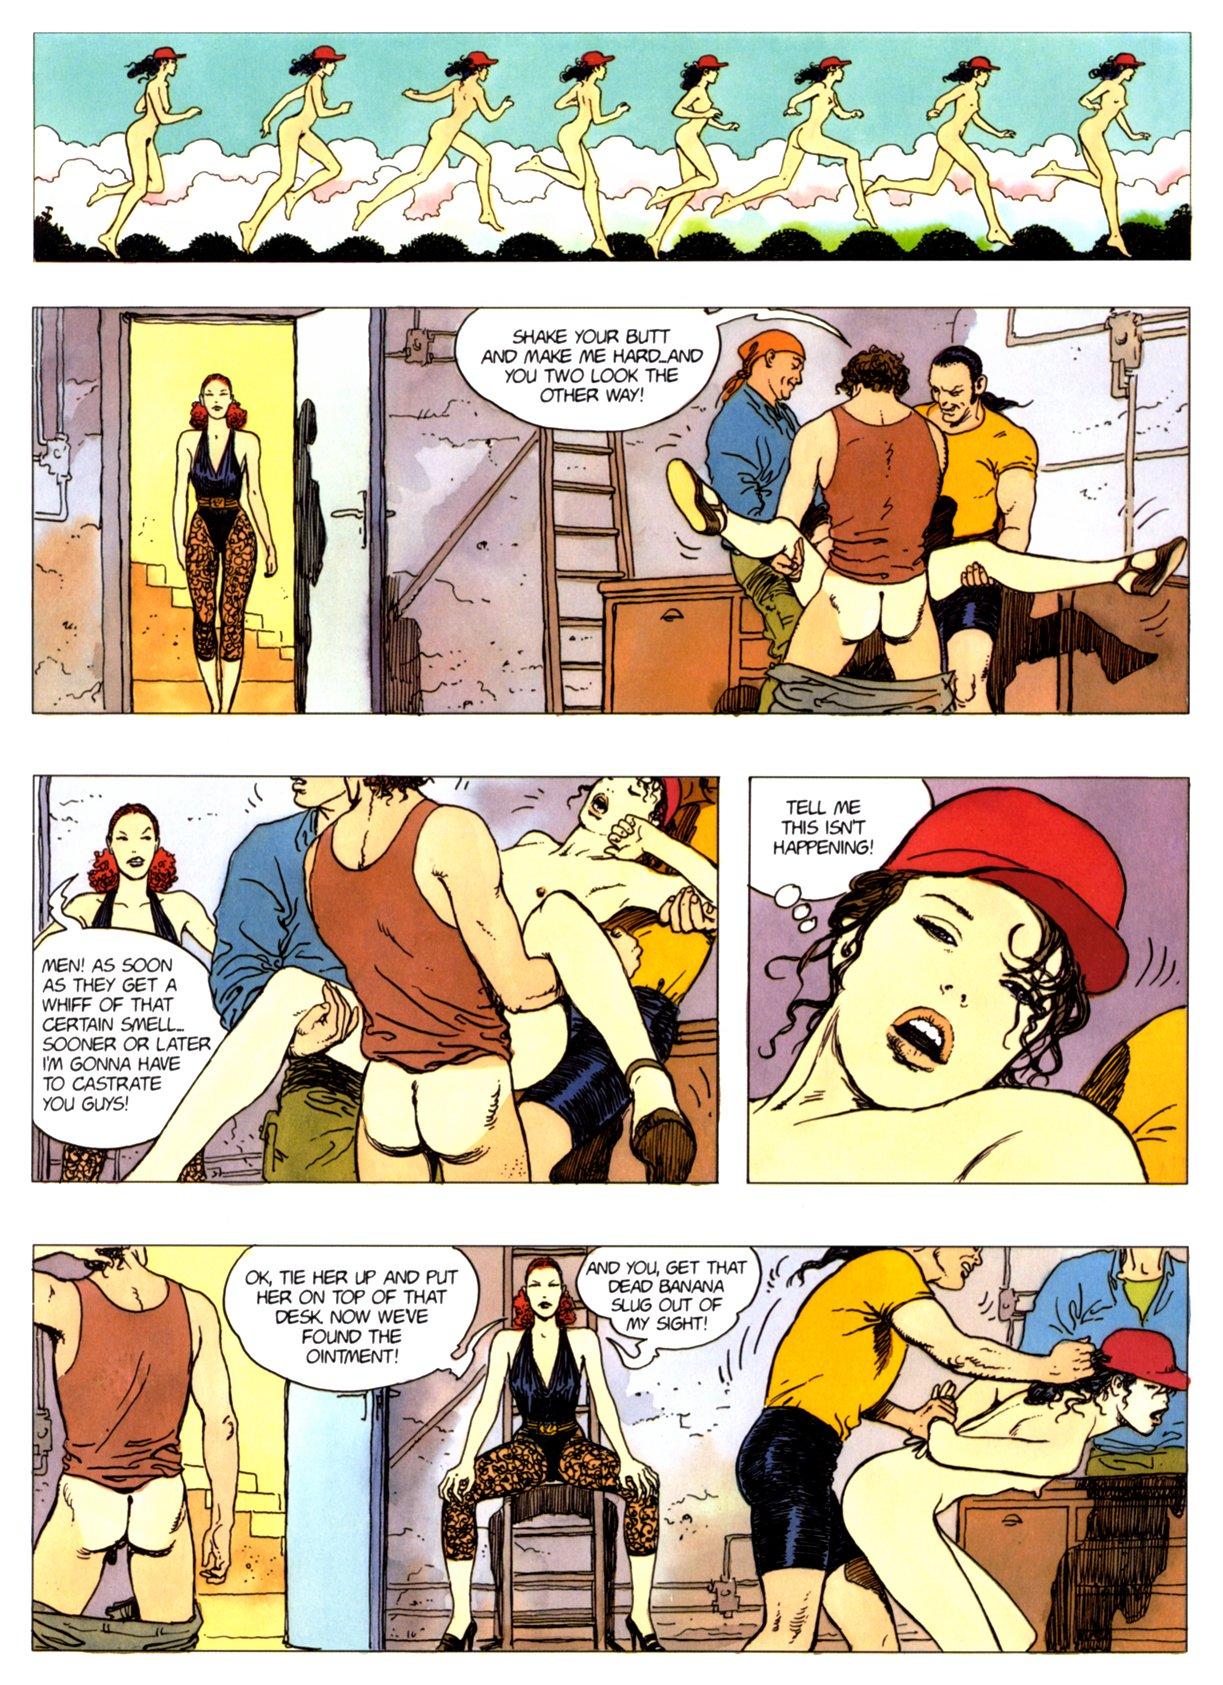 SHAKE YOUR BUTT
AND MAKE ME HARD...AND
YOU TWO LOOK THE
OTHER WAY!
MEN! AS SOON
AS THEY GET A
WHIFF OF THAT
CERTAIN SMELL...
SOONER OR LATER
I'M GONNA HAVE
TO CASTRATE
YOU GUYS!
TELL ME
THIS ISN'T
HAPPENING!
OK, TIE HER UP AND PUT
HER ON TOP OF THAT
DESK. NOW WE'VE
FOUND THE
OINTMENT!
AND YOU, GET THAT
DEAD BANANA
SLUG OUT OF
MY SIGHT!